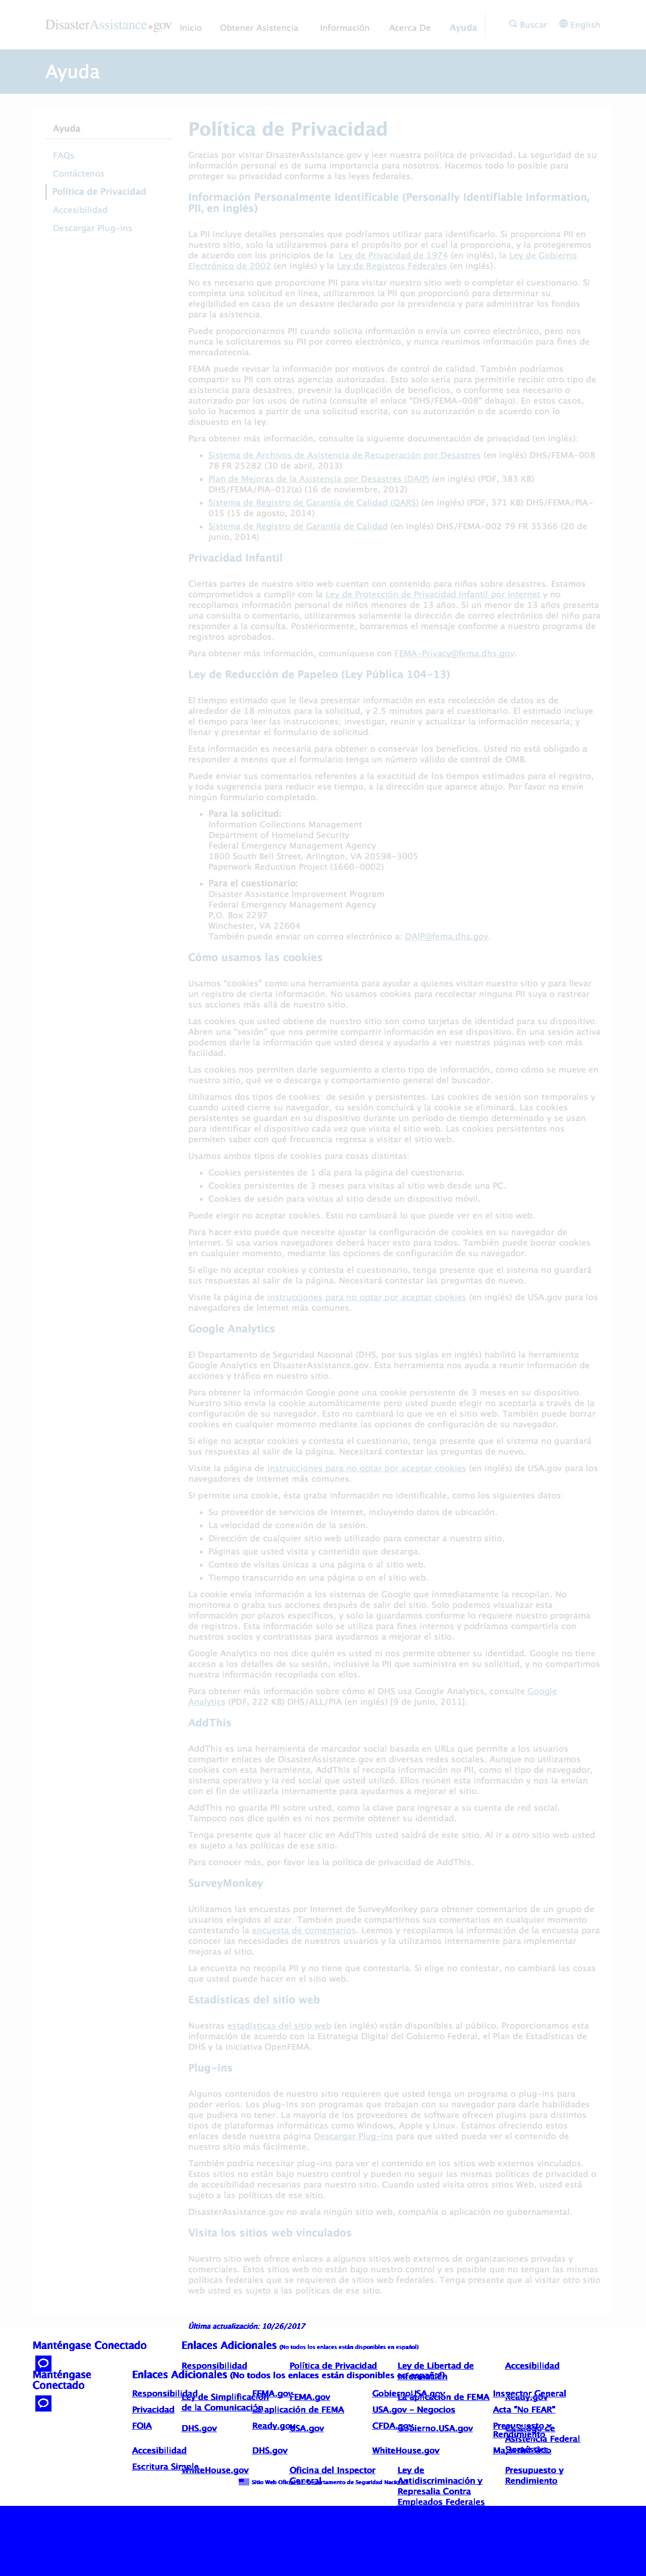 DisasterAssistance.gov Inicio Obtener Asistencia Información Acerca De Ayuda Buscar English
Ayuda
Ayuda
FAQs
Contáctenos
Política de Privacidad
Accesibilidad
Descargar Plug-ins
Política de Privacidad
Gracias por visitar DisasterAssistance.gov y leer nuestra política de privacidad. La seguridad de su
información personal es de suma importancia para nosotros. Hacemos todo lo posible para
proteger su privacidad conforme a las leyes federales.
Información Personalmente Identificable (Personally Identifiable Information,
PII, en inglés)
La PII incluye detalles personales que podríamos utilizar para identificarlo. Si proporciona PII en
nuestro sitio, solo la utilizaremos para el propósito por el cual la proporciona, y la protegeremos
de acuerdo con los principios de la Ley de Privacidad de 1974 (en inglés), la Ley de Gobierno
Electrónico de 2002 (en inglés) y la Ley de Registros Federales (en inglés).
No es necesario que proporcione PII para visitar nuestro sitio web o completar el cuestionario. Si
completa una solicitud en línea, utilizaremos la PII que proporcionó para determinar su
elegibilidad en caso de un desastre declarado por la presidencia y para administrar los fondos
para la asistencia.
Puede proporcionarnos PII cuando solicita información o envía un correo electrónico, pero nos
nunca le solicitaremos su PII por correo electrónico, y nunca reunimos información para fines de
mercadotecnia.
FEMA puede revisar la información por motivos de control de calidad. También podríamos
compartir su PII con otras agencias autorizadas. Esto solo sería para permitirle recibir otro tipo de
asistencia para desastres; prevenir la duplicación de beneficios, o conforme sea necesario o
autorizado por los usos de rutina (consulte el enlace "DHS/FEMA-008" debajo). En estos casos,
solo lo hacemos a partir de una solicitud escrita, con su autorización o de acuerdo con lo
dispuesto en la ley.
Para obtener más información, consulte la siguiente documentación de privacidad (en inglés):
• Sistema de Archivos de Asistencia de Recuperación por Desastres (en inglés) DHS/FEMA-008
78 FR 25282 (30 de abril, 2013)
• Plan de Mejoras de la Asistencia por Desastres (DAIP) (en inglés) (PDF, 383 KB)
DHS/FEMA/PIA-012(a) (16 de noviembre, 2012)
• Sistema de Registro de Garantía de Calidad (QARS) (en inglés) (PDF, 371 KB) DHS/FEMA/PIA-
015 (15 de agosto, 2014)
• Sistema de Registro de Garantía de Calidad (en inglés) DHS/FEMA-002 79 FR 35366 (20 de
junio, 2014)
Privacidad Infantil
Ciertas partes de nuestro sitio web cuentan con contenido para niños sobre desastres. Estamos
comprometidos a cumplir con la Ley de Protección de Privacidad Infantil por Internet y no
recopilamos información personal de niños menores de 13 años. Si un menor de 13 años presenta
una consulta o comentario, utilizaremos solamente la dirección de correo electrónico del niño para
responder a la consulta. Posteriormente, borraremos el mensaje conforme a nuestro programa de
registros aprobados.
Para obtener más información, comuníquese con FEMA-Privacy@fema.dhs.gov.
Ley de Reducción de Papeleo (Ley Pública 104-13)
El tiempo estimado que le lleva presentar información en esta recolección de datos es de
alrededor de 18 minutos para la solicitud, y 2.5 minutos para el cuestionario. El estimado incluye
el tiempo para leer las instrucciones; investigar, reunir y actualizar la información necesaria; y
llenar y presentar el formulario de solicitud.
Esta información es necesaria para obtener o conservar los beneficios. Usted no está obligado a
responder a menos que el formulario tenga un número válido de control de OMB.
Puede enviar sus comentarios referentes a la exactitud de los tiempos estimados para el registro,
y toda sugerencia para reducir ese tiempo, a la dirección que aparece abajo. Por favor no envíe
ningún formulario completado.
• Para la solicitud:
Information Collections Management
Department of Homeland Security
Federal Emergency Management Agency
1800 South Bell Street, Arlington, VA 20598-3005
Paperwork Reduction Project (1660-0002)
• Para el cuestionario:
Disaster Assistance Improvement Program
Federal Emergency Management Agency
P.O. Box 2297
Winchester, VA 22604
También puede enviar un correo electrónico a: DAIP@fema.dhs.gov.
Cómo usamos las cookies
Usamos "cookies" como una herramienta para ayudar a quienes visitan nuestro sitio y para llevar
un registro de cierta información. No usamos cookies para recolectar ninguna PII suya o rastrear
sus acciones más allá de nuestro sitio.
Las cookies que usted obtiene de nuestro sitio son como tarjetas de identidad para su dispositivo.
Abren una "sesión" que nos permite compartir información en ese dispositivo. En una sesión activa
podemos darle la información que usted desea y ayudarlo a ver nuestras páginas web con más
facilidad.
Las cookies nos permiten darle seguimiento a cierto tipo de información, como cómo se mueve en
nuestro sitio, qué ve o descarga y comportamiento general del buscador.
Utilizamos dos tipos de cookies: de sesión y persistentes. Las cookies de sesión son temporales y
cuando usted cierre su navegador, su sesión concluirá y la cookie se eliminará. Las cookies
persistentes se guardan en su dispositivo durante un periodo de tiempo determinado y se usan
para identificar el dispositivo cada vez que visita el sitio web. Las cookies persistentes nos
permiten saber con qué frecuencia regresa a visitar el sitio web.
Usamos ambos tipos de cookies para cosas distintas:
• Cookies persistentes de 1 día para la página del cuestionario.
• Cookies persistentes de 3 meses para visitas al sitio web desde una PC.
• Cookies de sesión para visitas al sitio desde un dispositivo móvil.
Puede elegir no aceptar cookies. Esto no cambiará lo que puede ver en el sitio web.
Para hacer esto puede que necesite ajustar la configuración de cookies en su navegador de
Internet. Si usa varios navegadores deberá hacer esto para todos. También puede borrar cookies
en cualquier momento, mediante las opciones de configuración de su navegador.
Si elige no aceptar cookies y contesta el cuestionario, tenga presente que el sistema no guardará
sus respuestas al salir de la página. Necesitará contestar las preguntas de nuevo.
Visite la página de instrucciones para no optar por aceptar cookies (en inglés) de USA.gov para los
navegadores de Internet más comunes.
Google Analytics
El Departamento de Seguridad Nacional (DHS, por sus siglas en inglés) habilitó la herramienta
Google Analytics en DisasterAssistance.gov. Esta herramienta nos ayuda a reunir información de
acciones y tráfico en nuestro sitio.
Para obtener la información Google pone una cookie persistente de 3 meses en su dispositivo.
Nuestro sitio envía la cookie automáticamente pero usted puede elegir no aceptarla a través de la
configuración de su navegador. Esto no cambiará lo que ve en el sitio web. También puede borrar
cookies en cualquier momento mediante las opciones de configuración de su navegador.
Si elige no aceptar cookies y contesta el cuestionario, tenga presente que el sistema no guardará
sus respuestas al salir de la página. Necesitará contestar las preguntas de nuevo.
Visite la página de instrucciones para no optar por aceptar cookies (en inglés) de USA.gov para los
navegadores de Internet más comunes.
Si permite una cookie, ésta graba información no identificable, como los siguientes datos:
• Su proveedor de servicios de Internet, incluyendo datos de ubicación.
• La velocidad de conexión de la sesión.
• Dirección de cualquier sitio web utilizado para conectar a nuestro sitio.
• Páginas que usted visita y contenido que descarga.
• Conteo de visitas únicas a una página o al sitio web.
• Tiempo transcurrido en una página o en el sitio web.
La cookie envía información a los sistemas de Google que inmediatamente la recopilan. No
monitorea o graba sus acciones después de salir del sitio. Solo podemos visualizar esta
información por plazos específicos, y solo la guardamos conforme lo requiere nuestro programa
de registros. Esta información solo se utiliza para fines internos y podríamos compartirla con
nuestros socios y contratistas para ayudarnos a mejorar el sitio.
Google Analytics no nos dice quién es usted ni nos permite obtener su identidad. Google no tiene
acceso a los detalles de su sesión, inclusive la PII que suministra en su solicitud, y no compartimos
nuestra información recopilada con ellos.
Para obtener más información sobre cómo el DHS usa Google Analytics, consulte Google
Analytics (PDF, 222 KB) DHS/ALL/PIA (en inglés) [9 de junio, 2011].
AddThis
AddThis es una herramienta de marcador social basada en URLs que permite a los usuarios
compartir enlaces de DisasterAssistance.gov en diversas redes sociales. Aunque no utilizamos
cookies con esta herramienta, AddThis sí recopila información no PII, como el tipo de navegador,
sistema operativo y la red social que usted utilizó. Ellos reúnen esta información y nos la envían
con el fin de utilizarla internamente para ayudarnos a mejorar el sitio.
AddThis no guarda PII sobre usted, como la clave para ingresar a su cuenta de red social.
Tampoco nos dice quién es ni nos permite obtener su identidad.
Tenga presente que al hacer clic en AddThis usted saldrá de este sitio. Al ir a otro sitio web usted
es sujeto a las políticas de ese sitio.
Para conocer más, por favor lea la política de privacidad de AddThis.
SurveyMonkey
Utilizamos las encuestas por Internet de SurveyMonkey para obtener comentarios de un grupo de
usuarios elegidos al azar. También puede compartirnos sus comentarios en cualquier momento
contestando la encuesta de comentarios. Leemos y recopilamos la información de la encuesta para
conocer las necesidades de nuestros usuarios y la utilizamos internamente para implementar
mejoras al sitio.
La encuesta no recopila PII y no tiene que contestarla. Si elige no contestar, no cambiará las cosas
que usted puede hacer en el sitio web.
Estadísticas del sitio web
Nuestras estadísticas del sitio web (en inglés) están disponibles al público. Proporcionamos esta
información de acuerdo con la Estrategia Digital del Gobierno Federal, el Plan de Estadísticas de
DHS y la iniciativa OpenFEMA.
Plug-ins
Algunos contenidos de nuestro sitio requieren que usted tenga un programa o plug-ins para
poder verlos. Los plug-ins son programas que trabajan con su navegador para darle habilidades
que pudiera no tener. La mayoría de los proveedores de software ofrecen plugins para distintos
tipos de plataformas informáticas como Windows, Apple y Linux. Estamos ofreciendo estos
enlaces desde nuestra página Descargar Plug-ins para que usted pueda ver el contenido de
nuestro sitio más fácilmente.
También podría necesitar plug-ins para ver el contenido en los sitios web externos vinculados.
Estos sitios no están bajo nuestro control y pueden no seguir las mismas políticas de privacidad o
de accesibilidad que nuestro sitio. Cuando usted visita otros sitios Web, usted está
sujeto a las políticas de ese sitio.
DisasterAssistance.gov no avala ningún sitio web, compañía o aplicación no gubernamental.
Visita los sitios web vinculados
Nuestro sitio web ofrece enlaces a algunos sitios web externos de organizaciones privadas y
comerciales. Estos sitios web no están bajo nuestro control y es posible que no tengan las mismas
políticas federales que se requieren de sitios web federales. Tenga presente que al visitar otro sitio
web usted es sujeto a las políticas de ese sitio.
Última actualización: 10/26/2017
Manténgase Conectado Enlaces Adicionales (No todos los enlaces están disponibles en español)
Responsibilidad Política de Privacidad Ley de Libertad de Accesibilidad
Manténgase
Conectado
Enlaces Adicionales (No todos los enlaces están disponibles en español)
Responsibilidad FEMA.gov GobiernoUSA.gov Inspector General
Ley de Simplificación FEMA.gov La aplicación de FEMA Ready.gov
de la Comunicación
Privacidad La aplicación de FEMA USA.gov - Negocios Acta "No FEAR"
FOIA Ready.gov CFDA.gov Presupuesto y
Rendimiento
DHS.gov USA.gov Gobierno.USA.gov
Asistencia Federal
Accesibilidad DHS.gov WhiteHouse.gov
Escritura Simple
WhiteHouse.gov Oficina del Inspector
General
Ley de
Antidiscriminación y
Represalia Contra
Empleados Federales
Presupuesto y
Rendimiento